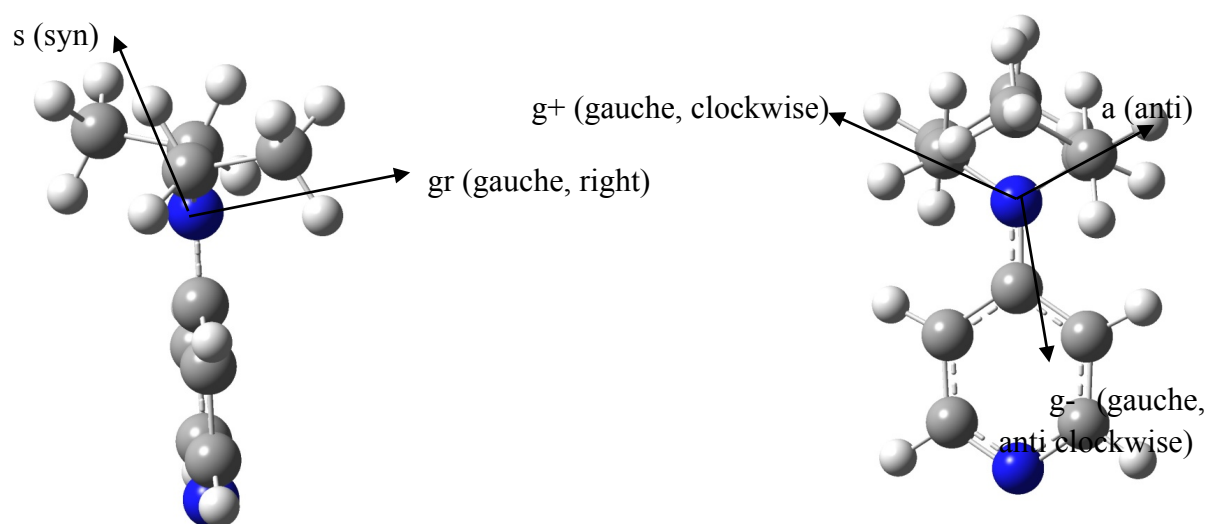 s (syn)
gr (gauche, right)
g+ (gauche, clockwise)
a (anti)
g- (gauche,
anti clockwise)